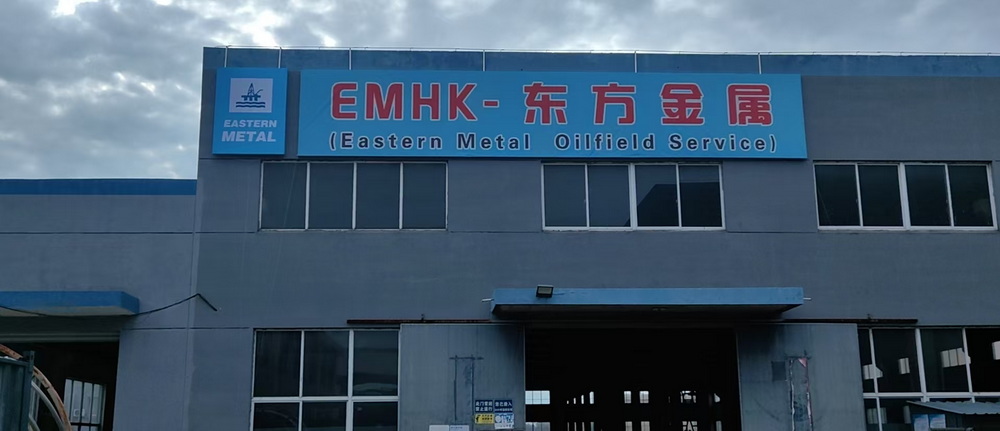 EASTERN
METAL
EMHK-东方金属
(Eastern Metal Oilfield Service)